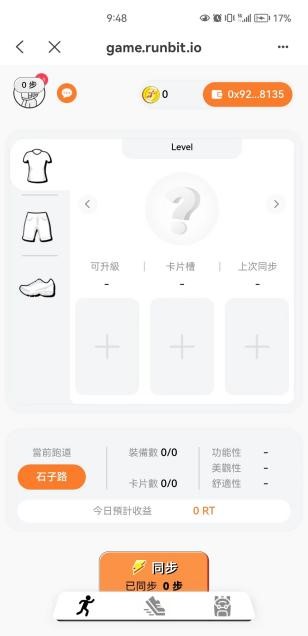 9:48
17%
game.runbit.io
0 步
0
0x92...8135
Level
可升級 卡片槽 上次同步
- - -
當前跑道
石子路
裝備數 0/0
卡片數 0/0
功能性 -
美觀性 -
舒適性 -
今日預計收益 0 RT
同步
已同步 0 步